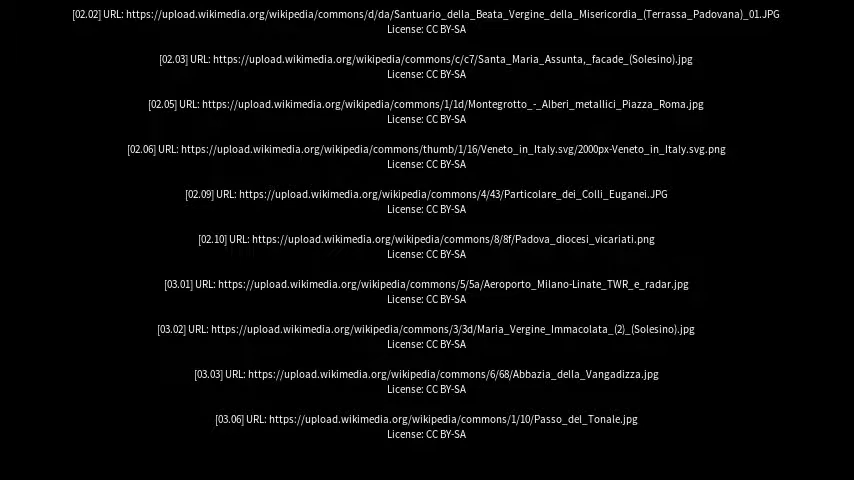 [02.02] URL: https://upload.wikimedia.org/wikipedia/commons/d/da/Santuario_della_Beata_Vergine_della_Misericordia_(Terrassa_Padovana)_01.JPG
License: CC BY-SA
[02.03] URL: https://upload.wikimedia.org/wikipedia/commons/c/c7/Santa_Maria_Assunta,_facade_(Solesino).jpg
License: CC BY-SA
[02.05] URL: https://upload.wikimedia.org/wikipedia/commons/1/1d/Montegrotto_-_Alberi_metallici_Piazza_Roma.jpg
License: CC BY-SA
[02.06] URL: https://upload.wikimedia.org/wikipedia/commons/thumb/1/16/Veneto_in_Italy.svg/2000px-Veneto_in_Italy.svg.png
License: CC BY-SA
[02.09] URL: https://upload.wikimedia.org/wikipedia/commons/4/43/Particolare_dei_Colli_Euganei.JPG
License: CC BY-SA
[02.10] URL: https://upload.wikimedia.org/wikipedia/commons/8/8f/Padova_diocesi_vicariati.png
License: CC BY-SA
[03.01] URL: https://upload.wikimedia.org/wikipedia/commons/5/5a/Aeroporto_Milano-Linate_TWR_e_radar.jpg
License: CC BY-SA
[03.02] URL: https://upload.wikimedia.org/wikipedia/commons/3/3d/Maria_Vergine_Immacolata_(2)_(Solesino).jpg
License: CC BY-SA
[03.03] URL: https://upload.wikimedia.org/wikipedia/commons/6/68/Abbazia_della_Vangadizza.jpg
License: CC BY-SA
[03.06] URL: https://upload.wikimedia.org/wikipedia/commons/1/10/Passo_del_Tonale.jpg
License: CC BY-SA